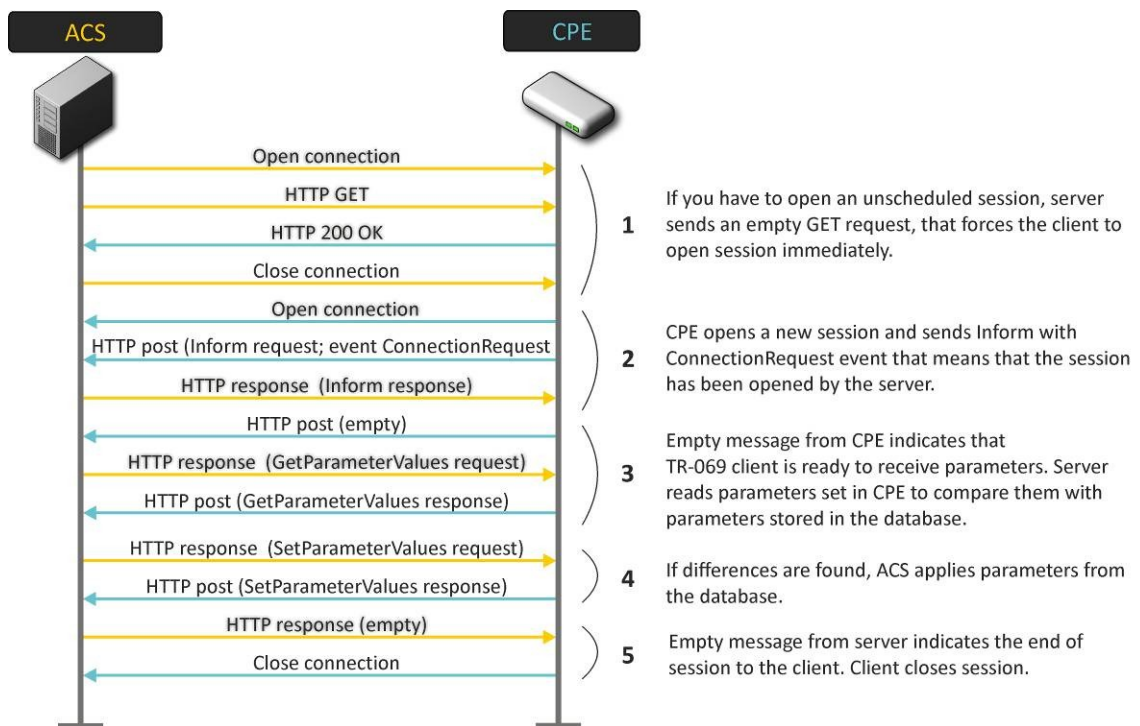 ACS
CPE
Open connection
HTTP GET
HTTP 200 OK
Close connection
1
If you have to open an unscheduled session, server
sends an empty GET request, that forces the client to
open session immediately.
Open connection
HTTP post (Inform request; event ConnectionRequest
HTTP response (Inform response)
2
CPE opens a new session and sends Inform with
ConnectionRequest event that means that the session
has been opened by the server.
HTTP post (empty)
HTTP response (GetParameterValues request)
HTTP post (GetParameterValues response)
3
Empty message from CPE indicates that
TR-069 client is ready to receive parameters. Server
reads parameters set in CPE to compare them with
parameters stored in the database.
HTTP response (SetParameterValues request)
HTTP post (SetParameterValues response)
4
If differences are found, ACS applies parameters from
the database.
HTTP response (empty)
Close connection
5
Empty message from server indicates the end of
session to the client. Client closes session.